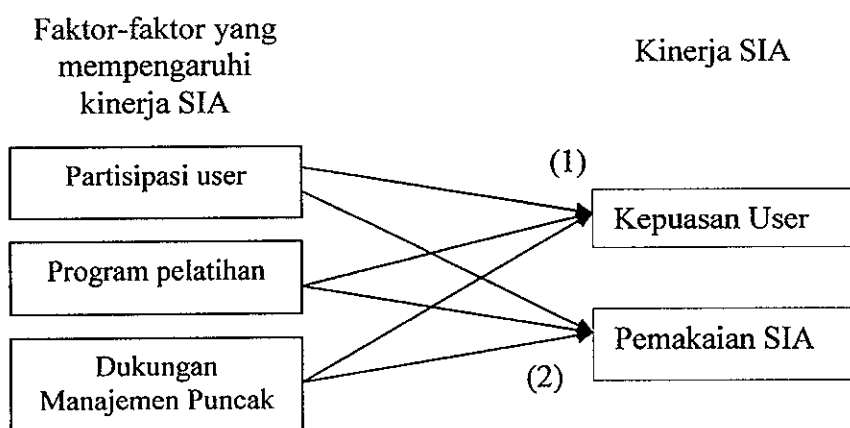 Faktor-faktor yang
mempengaruhi
kinerja SIA
Kinerja SIA
Partisipasi user
(1)
Kepuasan User
Program pelatihan
Pemakaian SIA
Dukungan
Manajemen Puncak
(2)